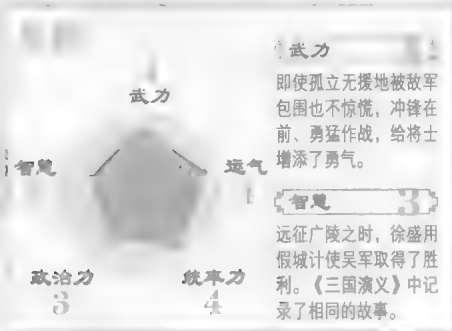 武力
智慧
运气
政治力
3
统率力
4
武力
即使孤立无援地被敌军
包围也不惊慌，冲锋在
前、勇猛作战，给将士
增添了勇气。
智慧 3
远征广陵之时，徐盛用
假城计使吴军取得了胜
利。《三国演义》中记
录了相同的故事。